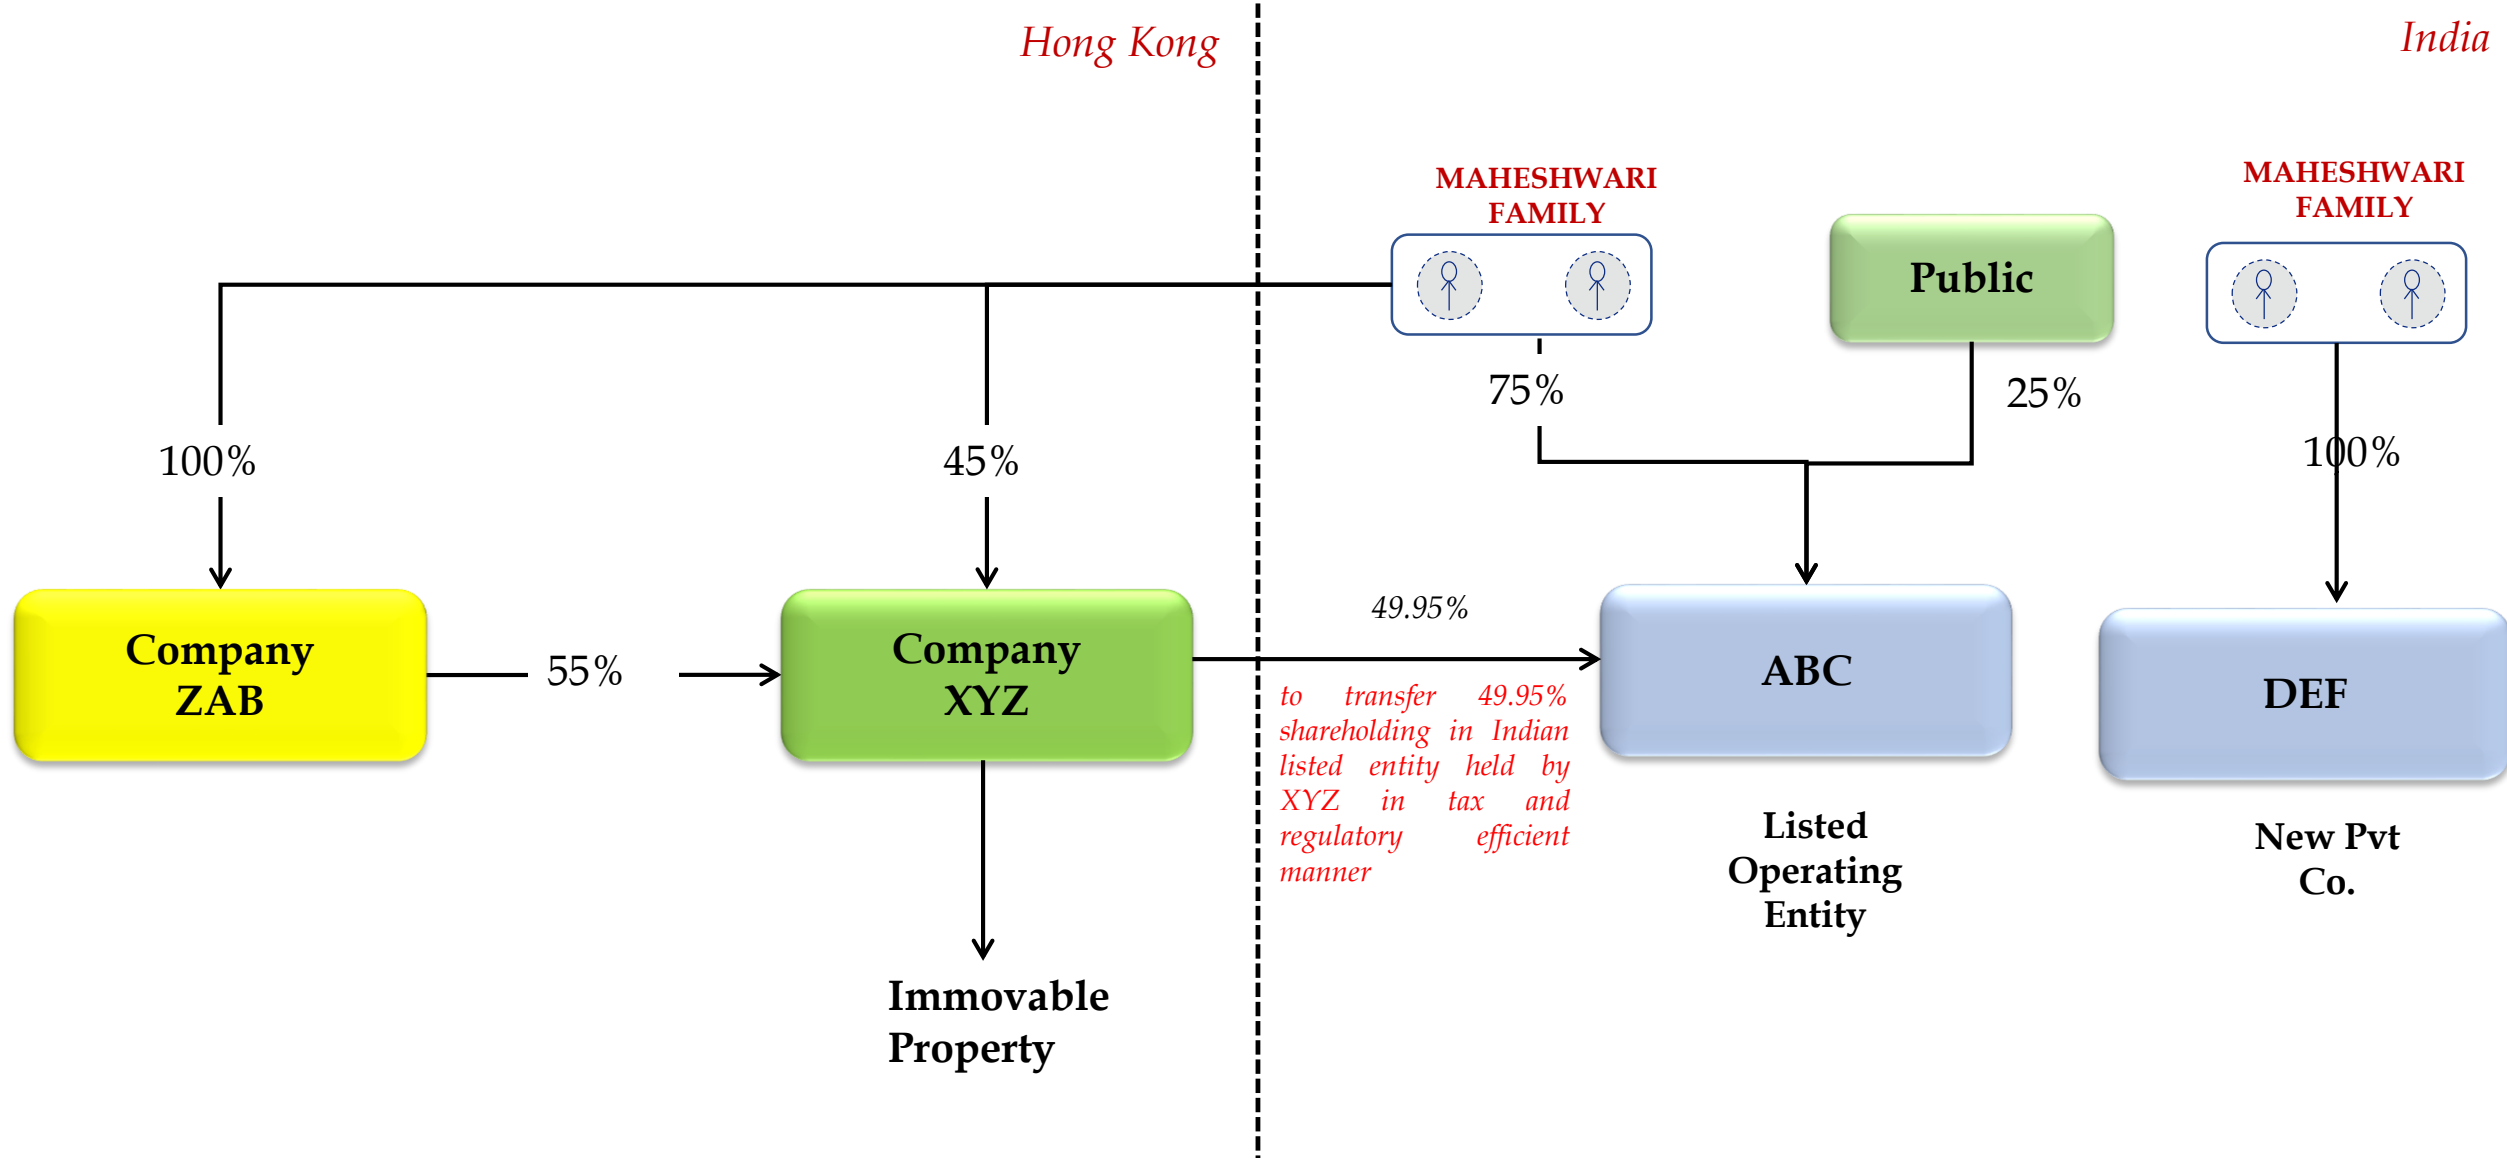 Hong Kong
India
MAHESHWARI
FAMILY
MAHESHWARI
FAMILY
Public
75%
25%
100%
45%
100%
49.95%
Company
ZAB
55%
Company
XYZ
ABC
DEF
to transfer 49.95%
shareholding in Indian
listed entity held by
XYZ in tax and
regulatory efficient
manner
Listed
Operating
Entity
New Pvt
Co.
Immovable
Property